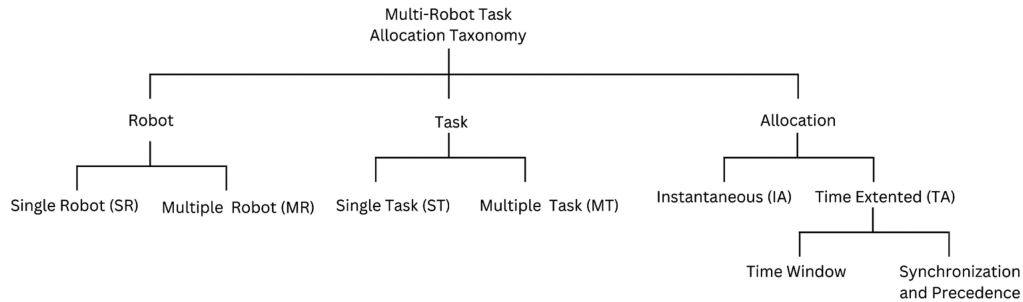 Multi-Robot Task
Allocation Taxonomy
Robot
Task
Allocation
Single Robot (SR)
Multiple Robot (MR)
Single Task (ST)
Multiple Task (MT)
Instantaneous (IA)
Time Extented (TA)
Time Window
Synchronization
and Precedence